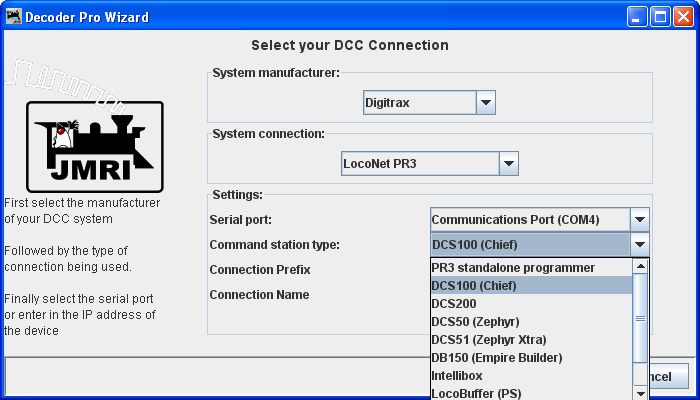 Decoder Pro Wizard
Select your DCC Connection
System manufacturer:
Digitrax
System connection:
LocoNet PR3
JMRI
First select the manufacturer
of your DCC system
Followed by the type of
connection being used.
Finally select the serial port
or enter in the IP address of
the device
Settings:
Serial port:
Communications Port (COM4)
Command station type:
DCS100 (Chief)
Connection Prefix
Connection Name
PR3 standalone programmer
DCS100 (Chief)
DCS200
DCS50 (Zephyr)
DCS51 (Zephyr Xtra)
DB150 (Empire Builder)
Intellibox
LocoBuffer (PS)